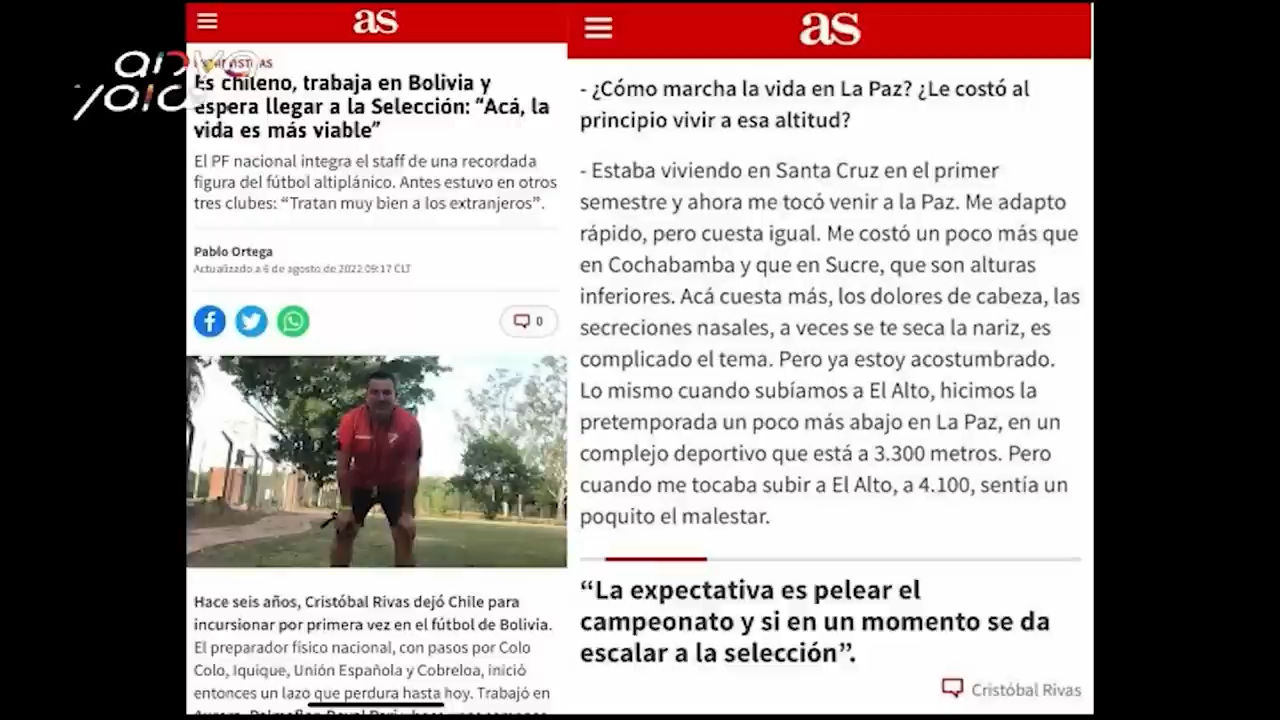 as
Es chileno, trabaja en Bolivia y
espera llegar a la Selección: “Acá, la
vida es más viable”
El PF nacional integra el staff de una recordada
figura del fútbol altiplánico. Antes estuvo en otros
tres clubes: “Tratan muy bien a los extranjeros”.
Pablo Ortega
Actualizado a 6 de agosto de 2022 09:17 CLT
0
Hace seis años, Cristóbal Rivas dejó Chile para
incursionar por primera vez en el fútbol de Bolivia.
El preparador físico nacional, con pasos por Colo
Colo, Iquique, Unión Española y Cobreloa, inició
entonces un lazo que perdura hasta hoy. Trabajó en
as
- ¿Cómo marcha la vida en La Paz? ¿Le costó al
principio vivir a esa altitud?
- Estaba viviendo en Santa Cruz en el primer
semestre y ahora me tocó venir a la Paz. Me adapto
rápido, pero cuesta igual. Me costó un poco más que
en Cochabamba y que en Sucre, que son alturas
inferiores. Acá cuesta más, los dolores de cabeza, las
secreciones nasales, a veces se te seca la nariz, es
complicado el tema. Pero ya estoy acostumbrado.
Lo mismo cuando subíamos a El Alto, hicimos la
pretemporada un poco más abajo en La Paz, en un
complejo deportivo que está a 3.300 metros. Pero
cuando me tocaba subir a El Alto, a 4.100, sentía un
poquito el malestar.
“La expectativa es pelear el
campeonato y si en un momento se da
escalar a la selección”.
Cristóbal Rivas